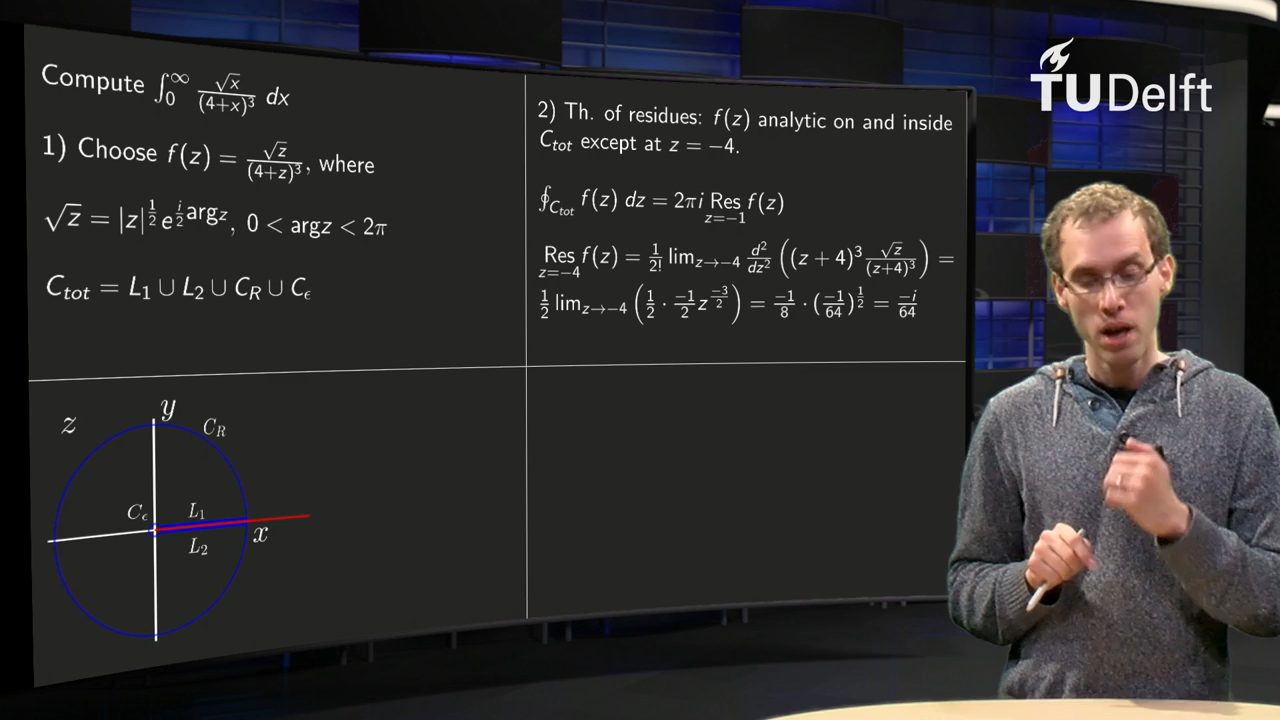 Compute ∫₀^∞ √x/(4+x)³ dx
1) Choose f(z) = √z/(4+z)³, where
√z = |z|^{1/2} e^{i/2 argz}, 0 < argz < 2π
C_tot = L₁ ∪ L₂ ∪ C_R ∪ C_ϵ
z
y
C_R
C_ϵ
L₁
L₂
x
2) Th. of residues: f(z) analytic on and inside
C_tot except at z = −4.
∮_{C_tot} f(z) dz = 2πi Res_{z=−1} f(z)
Res_{z=−4} f(z) = 1/2! lim_{z→−4} d²/dz² ((z + 4)³ √z/(z+4)³) =
1/2 lim_{z→−4} (1/2 · −1/2 z^{−3/2}) = −1/8 · (−1/64)^{1/2} = −i/64
TUDelft